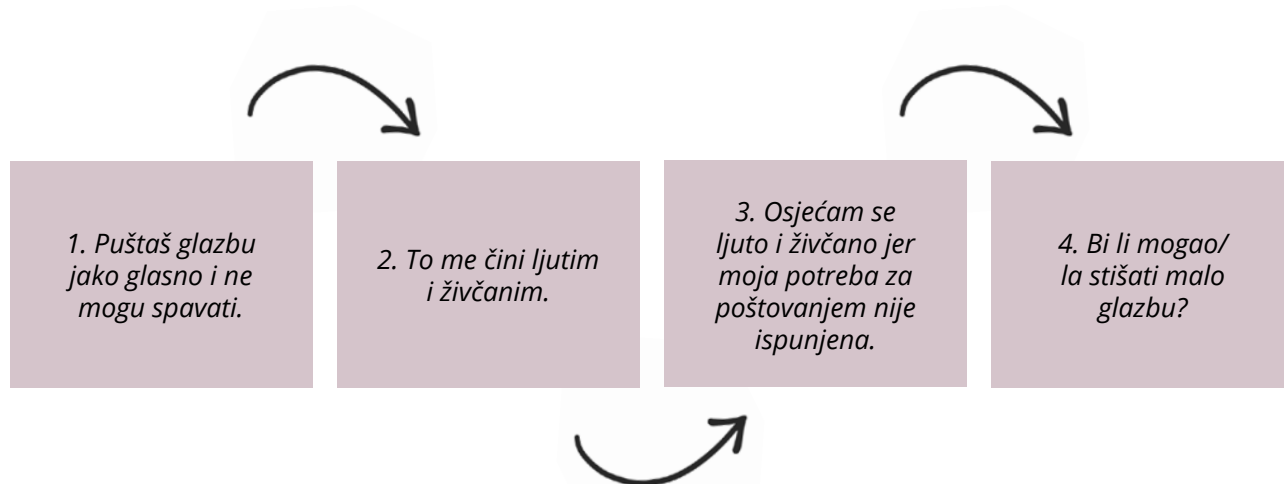 1. Puštaš glazbu
jako glasno i ne
mogu spavati.
2. To me čini ljutim
i živčanim.
3. Osjećam se
ljuto i živčano jer
moja potreba za
poštovanjem nije
ispunjena.
4. Bi li mogao/
la stišati malo
glazbu?